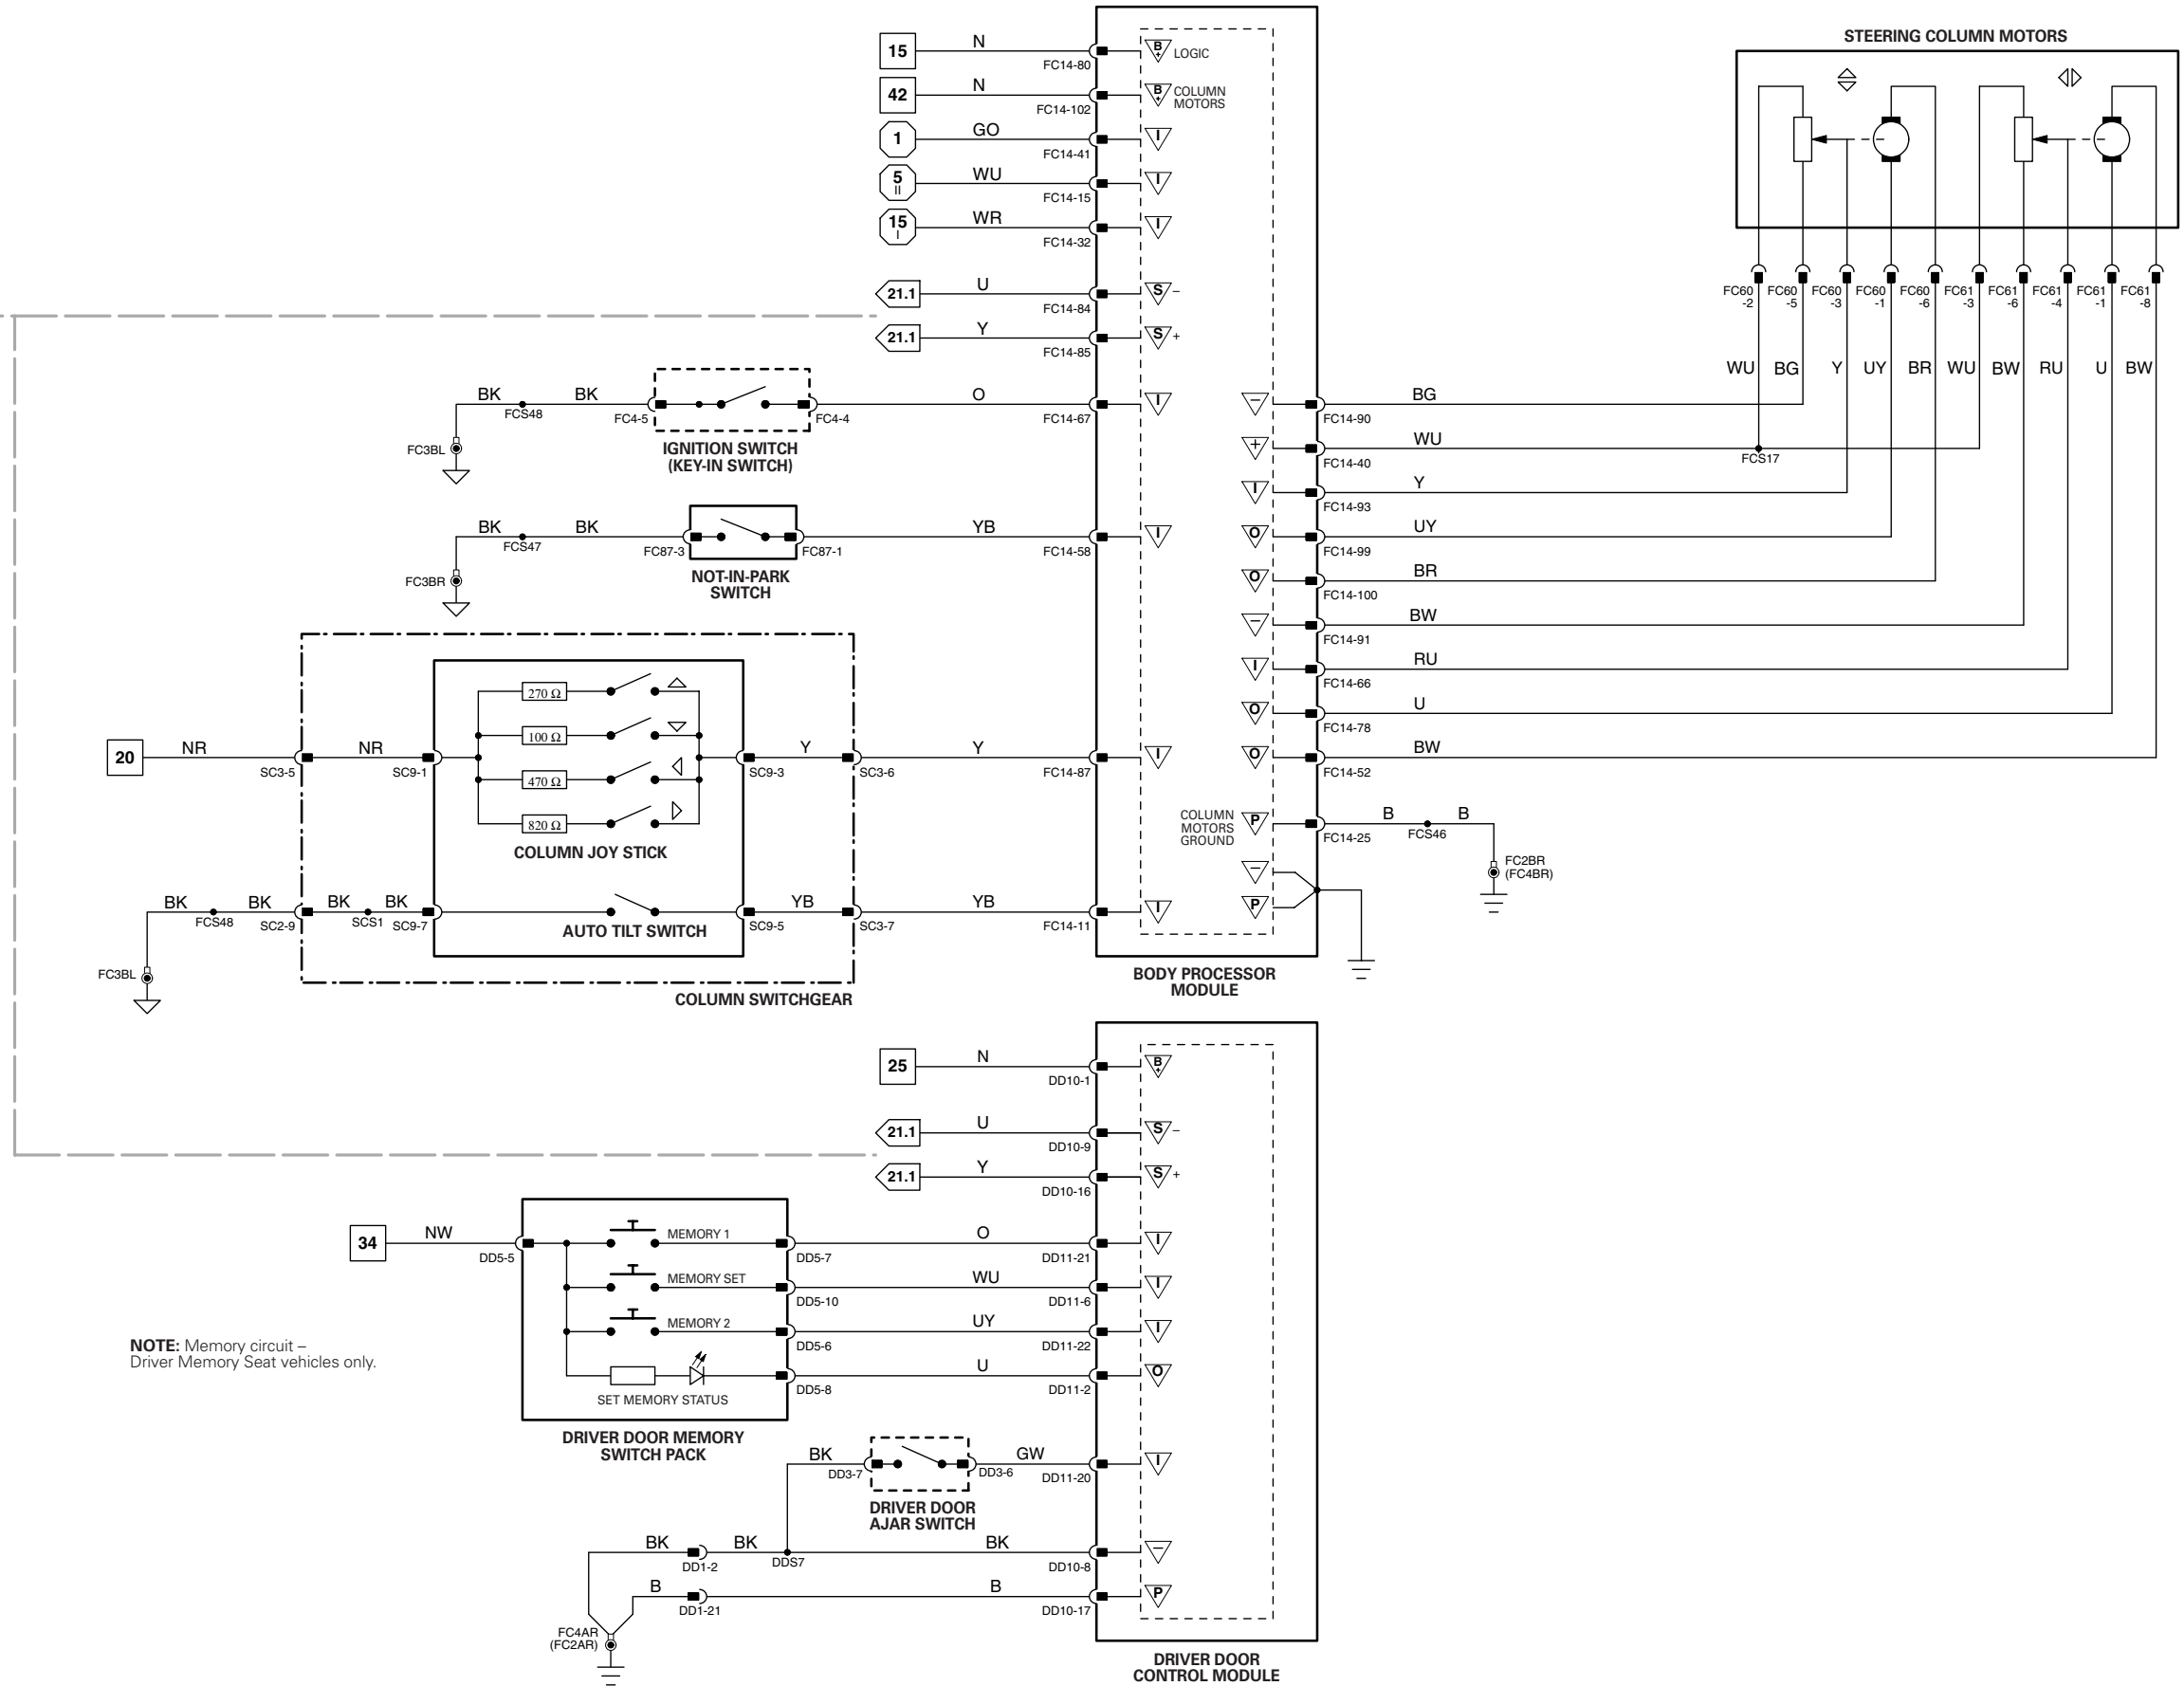 STEERING COLUMN MOTORS
15 N FC14-80 B+ LOGIC
42 N FC14-102 B+ COLUMN
MOTORS
1 GO FC14-41 I
5 II WU FC14-15 I
15 I WR FC14-32 I
21.1 U FC14-84 S –
21.1 Y FC14-85 S +
FC60 FC60 FC60 FC60 FC60 FC61 FC61 FC61 FC61 FC61
-2 -5 -3 -1 -6 -3 -6 -4 -1 -8
WU BG Y UY BR WU BW RU U BW
BK FCS48 BK FC4-5 FC4-4 O FC14-67 I
FC3BL
IGNITION SWITCH
(KEY-IN SWITCH)
– FC14-90 BG
+ FC14-40 WU FCS17
I FC14-93 Y
BK FCS47 BK FC87-3 FC87-1 YB FC14-58 I
FC3BR
NOT-IN-PARK
SWITCH
O FC14-99 UY
O FC14-100 BR
– FC14-91 BW
I FC14-66 RU
O FC14-78 U
O FC14-52 BW
270 Ω
100 Ω
20 NR SC3-5 NR SC9-1 SC9-3 Y SC3-6 Y FC14-87 I
470 Ω
820 Ω
COLUMN JOY STICK
COLUMN
MOTORS
GROUND
P FC14-25 B FCS46 B
FC2BR
(FC4BR)
–
P
BK FCS48 BK SC2-9 BK SCS1 BK SC9-7 SC9-5 YB SC3-7 YB FC14-11 I
AUTO TILT SWITCH
FC3BL
COLUMN SWITCHGEAR
BODY PROCESSOR
MODULE
25 N DD10-1 B+
21.1 U DD10-9 S –
21.1 Y DD10-16 S +
34 NW DD5-5 MEMORY 1 DD5-7 O DD11-21 I
MEMORY SET DD5-10 WU DD11-6 I
MEMORY 2 DD5-6 UY DD11-22 I
DD5-8 U DD11-2 O
SET MEMORY STATUS
DRIVER DOOR MEMORY
SWITCH PACK
NOTE: Memory circuit –
Driver Memory Seat vehicles only.
BK DD3-7 DD3-6 GW DD11-20 I
DRIVER DOOR
AJAR SWITCH
BK DD1-2 BK DDS7 BK DD10-8 –
B DD1-21 B DD10-17 P
FC4AR
(FC2AR)
DRIVER DOOR
CONTROL MODULE